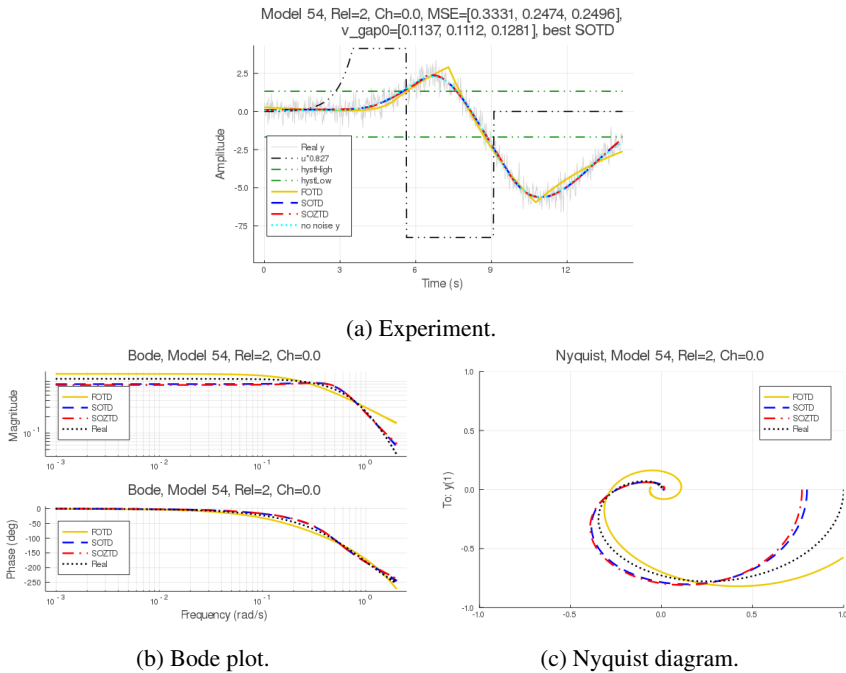 Model 54, Rel=2, Ch=0.0, MSE=[0.3331, 0.2474, 0.2496],
v_gap0=[0.1137, 0.1112, 0.1281], best SOTD
Amplitude
2.5
0.0
-2.5
-5.0
-7.5
Real y
u*0.827
hystHigh
hystLow
FOTD
SOTD
SOZTD
no noise y
0 3 6 9 12
Time (s)
(a) Experiment.
Bode, Model 54, Rel=2, Ch=0.0
Magnitude
10⁻¹
FOTD
SOTD
SOZTD
Real
10⁻³ 10⁻² 10⁻¹ 10⁰
Bode, Model 54, Rel=2, Ch=0.0
Phase (deg)
0
-50
-100
-150
-200
-250
FOTD
SOTD
SOZTD
Real
10⁻³ 10⁻² 10⁻¹ 10⁰
Frequency (rad/s)
(b) Bode plot.
Nyquist, Model 54, Rel=2, Ch=0.0
To: y(1)
1.0
0.5
0.0
-0.5
-1.0
FOTD
SOTD
SOZTD
Real
-1.0 -0.5 0.0 0.5 1.0
(c) Nyquist diagram.